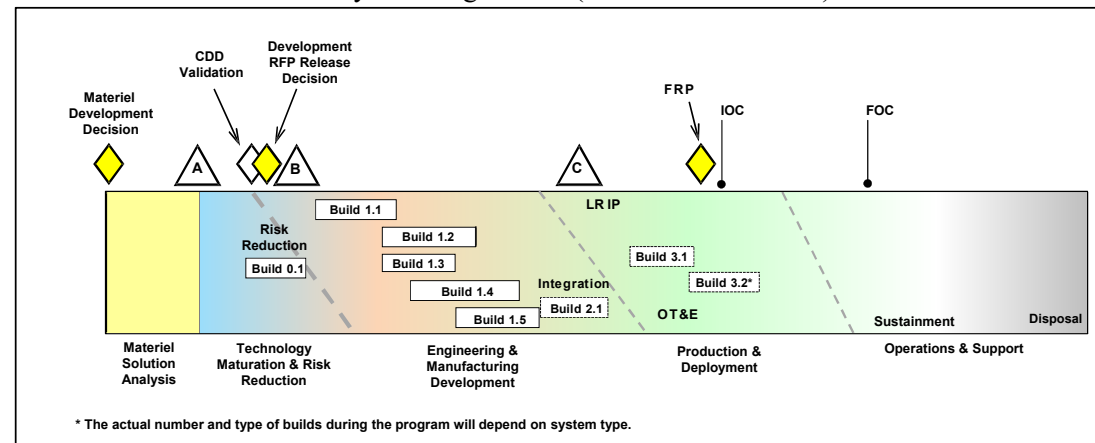 CDD
Validation
Development
RFP Release
Decision
Materiel
Development
Decision
FRP
IOC
FOC
A
B
C
LRIP
Build 1.1
Risk
Reduction
Build 1.2
Build 0.1
Build 1.3
Build 3.1
Build 1.4
Integration
Build 3.2*
Build 2.1
Build 1.5
OT&E
Sustainment
Disposal
Materiel
Solution
Analysis
Technology
Maturation & Risk
Reduction
Engineering &
Manufacturing
Development
Production &
Deployment
Operations & Support
* The actual number and type of builds during the program will depend on system type.